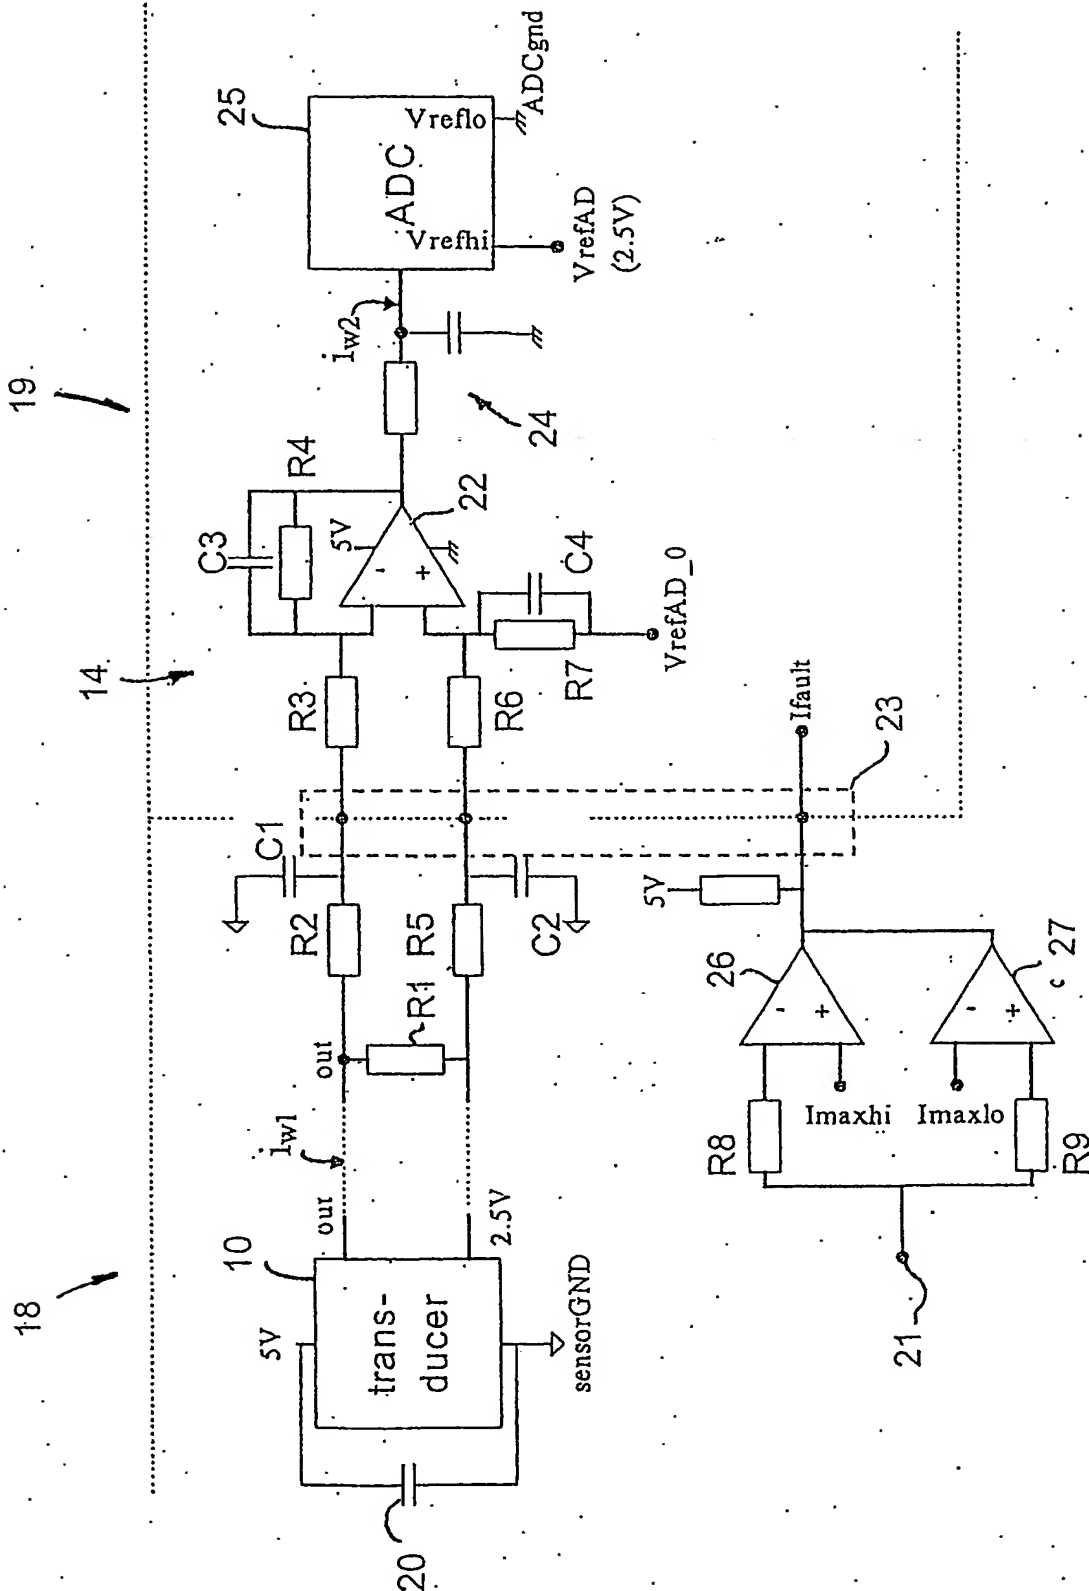 18
19
14
20
5V
10
trans-
ducer
out
2.5V
sensorGND
iw1
out
R1
R2
R5
C1
C2
R3
R6
C3
R4
5V
-
+
22
R7
C4
VrefAD_0
24
iw2
25
ADC
Vrefhi
Vreflo
ADCgnd
VrefAD
(2.5V)
21
R8
R9
Imaxhi
Imaxlo
26
-
+
27
-
+
c
5V
23
Ifault